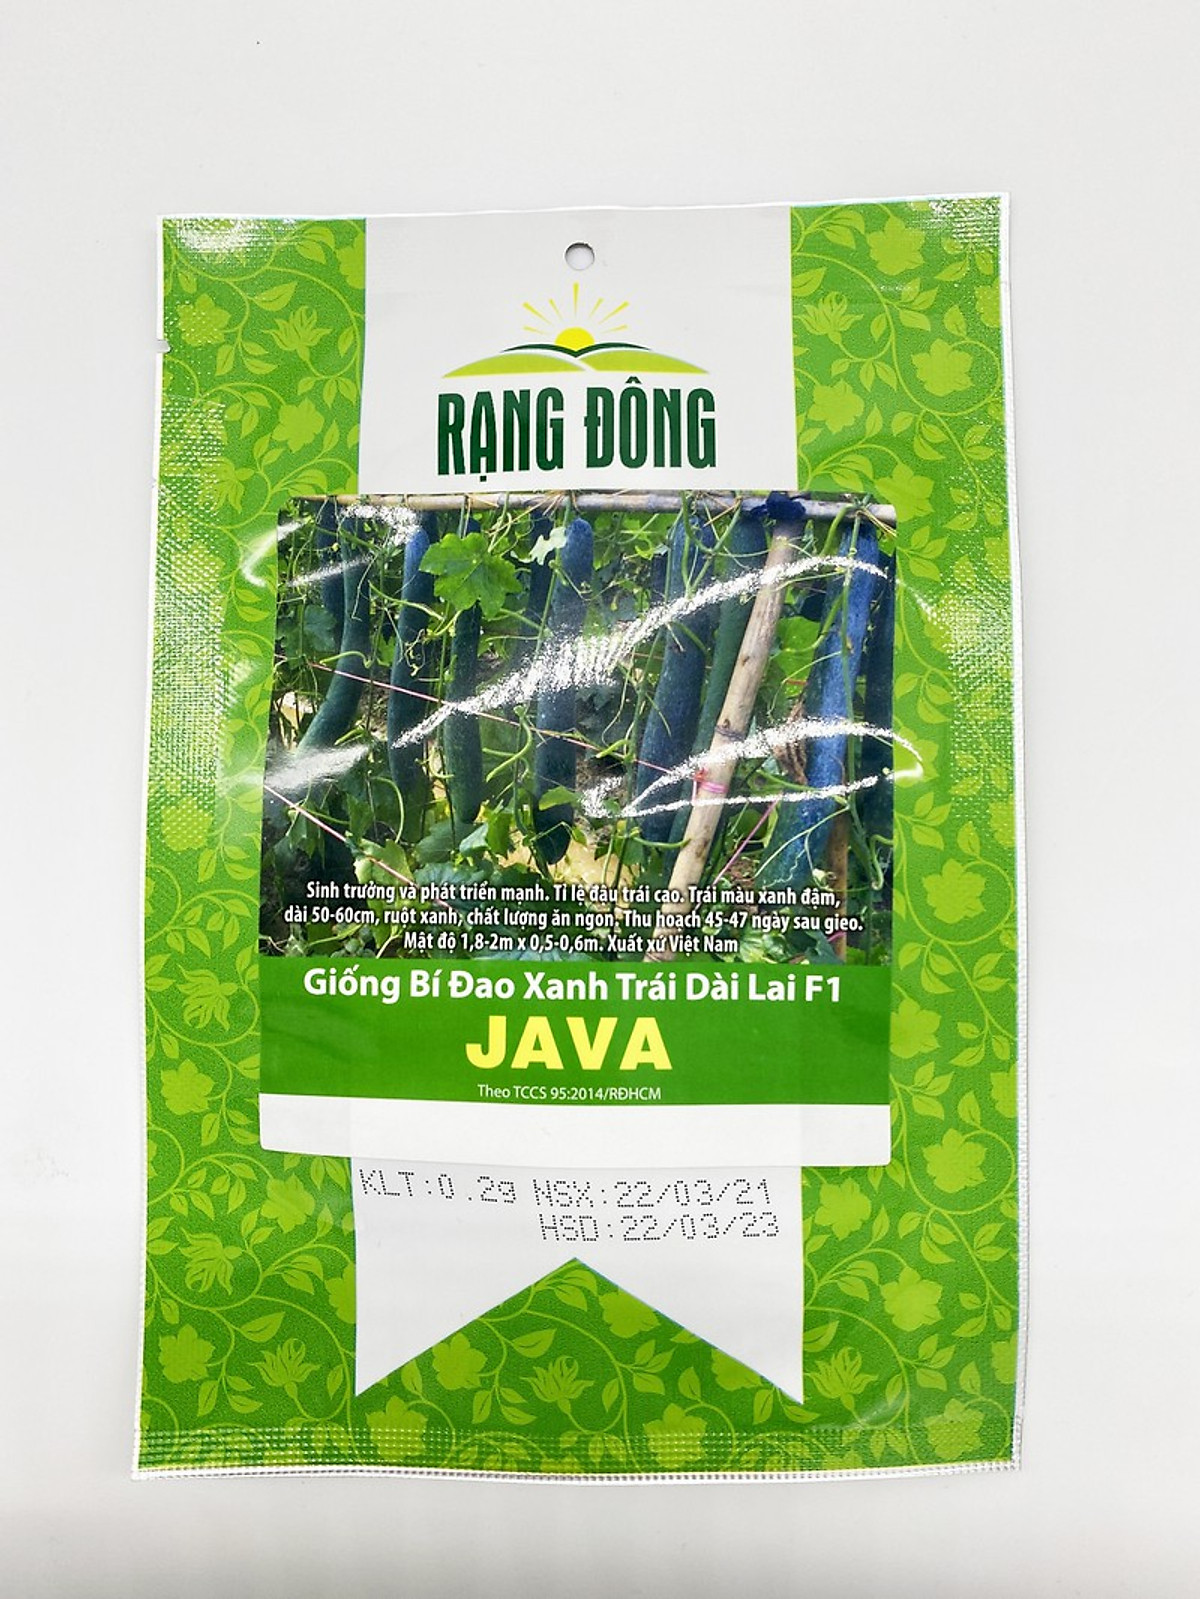 RẠNG ĐÔNG
Sinh trưởng và phát triển mạnh. Tỉ lệ đậu trái cao. Trái màu xanh đậm,
dài 50-60cm, ruột xanh, chất lượng ăn ngon. Thu hoạch 45-47 ngày sau gieo.
Mật độ 1,8-2m x 0,5-0,6m. Xuất xứ Việt Nam
Giống Bí Đao Xanh Trái Dài Lai F1
JAVA
Theo TCCS 95:2014/RĐHCM
KLT:0.2g NSX:22/03/21
HSD:22/03/23